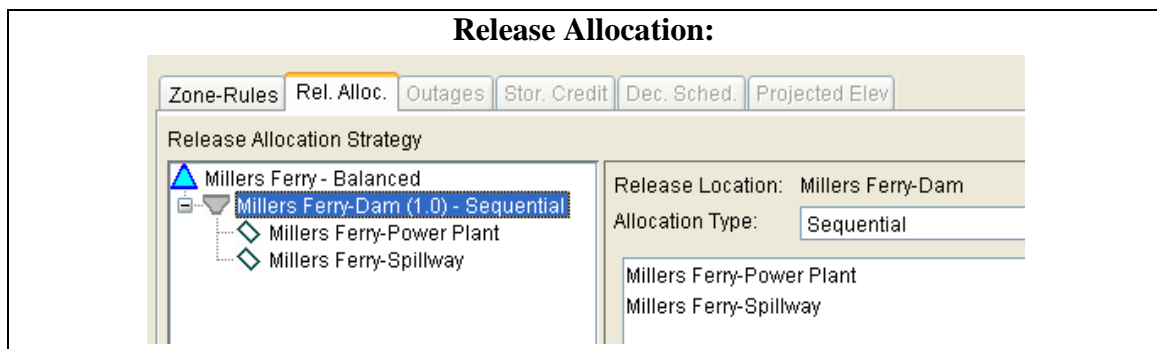 Release Allocation:
Zone-Rules Rel. Alloc. Outages Stor. Credit Dec. Sched. Projected Elev
Release Allocation Strategy
Millers Ferry - Balanced
Millers Ferry-Dam (1.0) - Sequential
Millers Ferry-Power Plant
Millers Ferry-Spillway
Release Location: Millers Ferry-Dam
Allocation Type: Sequential
Millers Ferry-Power Plant
Millers Ferry-Spillway